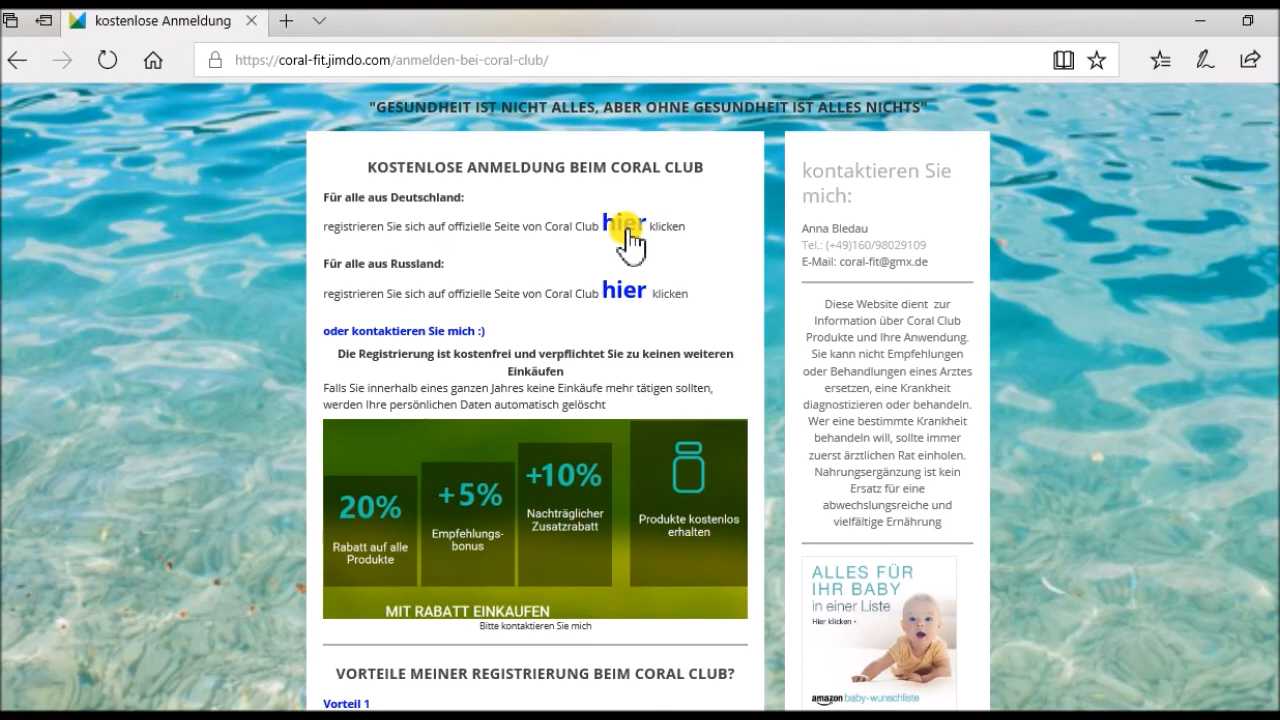 kostenlose Anmeldung
https://coral-fit.jimdo.com/anmelden-bei-coral-club/
"GESUNDHEIT IST NICHT ALLES, ABER OHNE GESUNDHEIT IST ALLES NICHTS"
KOSTENLOSE ANMELDUNG BEIM CORAL CLUB
Für alle aus Deutschland:
registrieren Sie sich auf offizielle Seite von Coral Club hier klicken
Für alle aus Russland:
registrieren Sie sich auf offizielle Seite von Coral Club hier klicken
oder kontaktieren Sie mich :)
Die Registrierung ist kostenfrei und verpflichtet Sie zu keinen weiteren
Einkäufen
Falls Sie innerhalb eines ganzen Jahres keine Einkäufe mehr tätigen sollten,
werden Ihre persönlichen Daten automatisch gelöscht
20%
Rabatt auf alle
Produkte
+5%
Empfehlungs-
bonus
+10%
Nachträglicher
Zusatzrabatt
Produkte kostenlos
erhalten
MIT RABATT EINKAUFEN
Bitte kontaktieren Sie mich
VORTEILE MEINER REGISTRIERUNG BEIM CORAL CLUB?
Vorteil 1
kontaktieren Sie
mich:
Anna Bledau
Tel.: (+49)160/98029109
E-Mail: coral-fit@gmx.de
Diese Website dient zur
Information über Coral Club
Produkte und Ihre Anwendung.
Sie kann nicht Empfehlungen
oder Behandlungen eines Arztes
ersetzen, eine Krankheit
diagnostizieren oder behandeln.
Wer eine bestimmte Krankheit
behandeln will, sollte immer
zuerst ärztlichen Rat einholen.
Nahrungsergänzung ist kein
Ersatz für eine
abwechslungsreiche und
vielfältige Ernährung
ALLES FÜR
IHR BABY
in einer Liste
Hier klicken
amazon baby-wunschliste